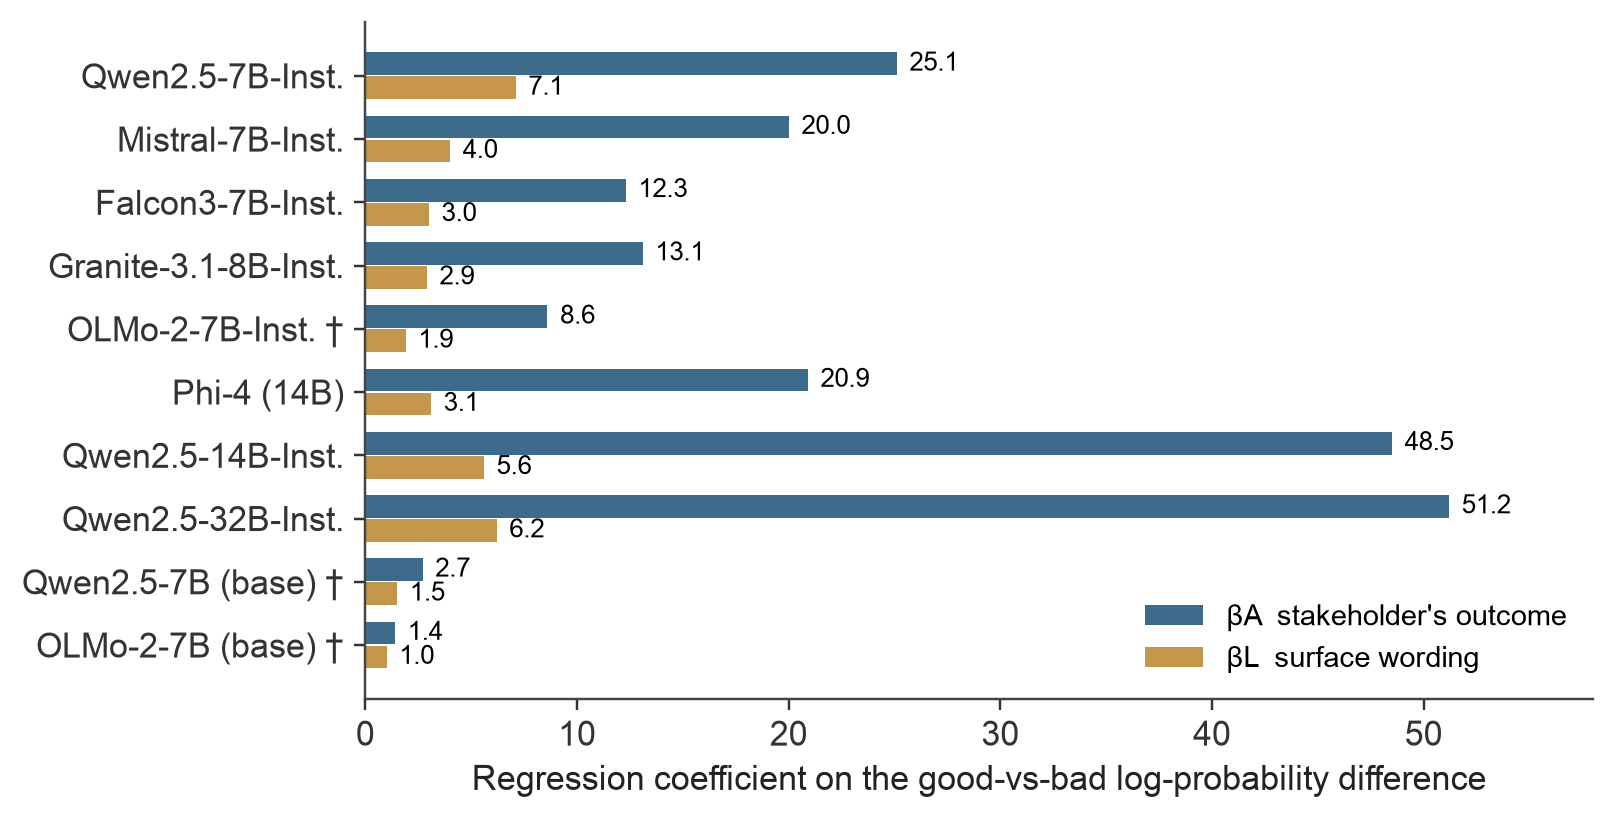 Qwen2.5-7B-Inst. 25.1
7.1
Mistral-7B-Inst. 20.0
4.0
Falcon3-7B-Inst. 12.3
3.0
Granite-3.1-8B-Inst. 13.1
2.9
OLMo-2-7B-Inst. † 8.6
1.9
Phi-4 (14B) 20.9
3.1
Qwen2.5-14B-Inst. 48.5
5.6
Qwen2.5-32B-Inst. 51.2
6.2
Qwen2.5-7B (base) † 2.7
1.5
OLMo-2-7B (base) † 1.4
1.0
βA stakeholder's outcome
βL surface wording
0 10 20 30 40 50
Regression coefficient on the good-vs-bad log-probability difference